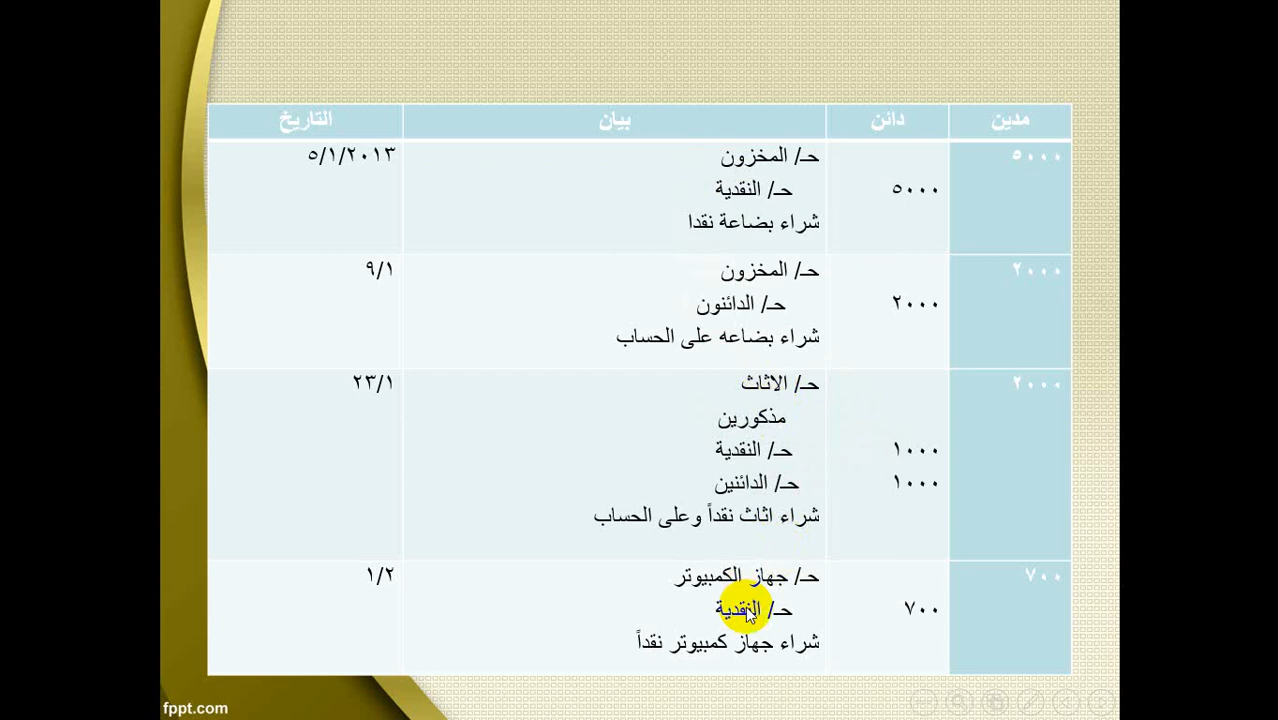 مدين دائن بيان التاريخ
٥٠٠٠ حـ/ المخزون ٥/١/٢٠١٣
٥٠٠٠ حـ/ النقدية
شراء بضاعة نقدا
٢٠٠٠ حـ/ المخزون ٩/١
٢٠٠٠ حـ/ الدائنون
شراء بضاعه على الحساب
٢٠٠٠ حـ/ الاثاث ٢٣/١
مذكورين
١٠٠٠ حـ/ النقدية
١٠٠٠ حـ/ الدائنين
شراء اثاث نقداً وعلى الحساب
٧٠٠ حـ/ جهاز الكمبيوتر ١/٢
٧٠٠ حـ/ النقدية
شراء جهاز كمبيوتر نقداً
fppt.com